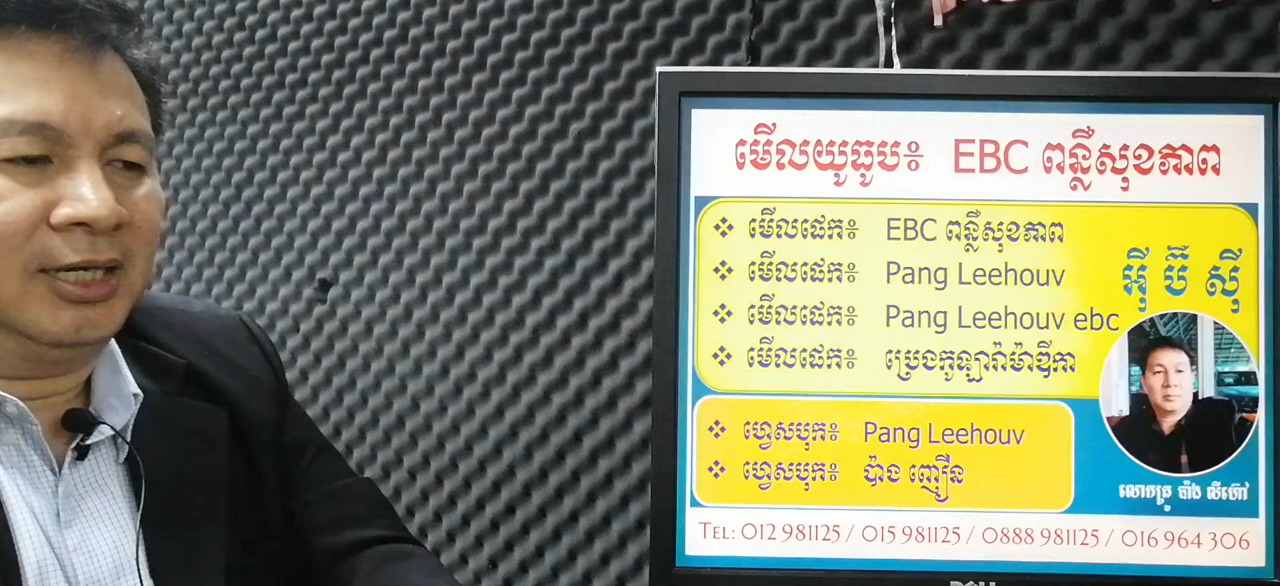 មើលយូធូប៖ EBC ពន្លឺសុខភាព
❖ មើលផេក៖ EBC ពន្លឺសុខភាព
❖ មើលផេក៖ Pang Leehouv
❖ មើលផេក៖ Pang Leehouv ebc
❖ មើលផេក៖ ប្រេងកូឡារ៉ាម៉ាឌីកា
អ៊ី ប៊ី ស៊ី
❖ ហ្វេសបុក៖ Pang Leehouv
❖ ហ្វេសបុក៖ ប៉ាង ញឿន
លោកគ្រូ ប៉ាង លីហ៊ៅ
TEL: 012 981125 / 015 981125 / 0888 981125 / 016 964 306